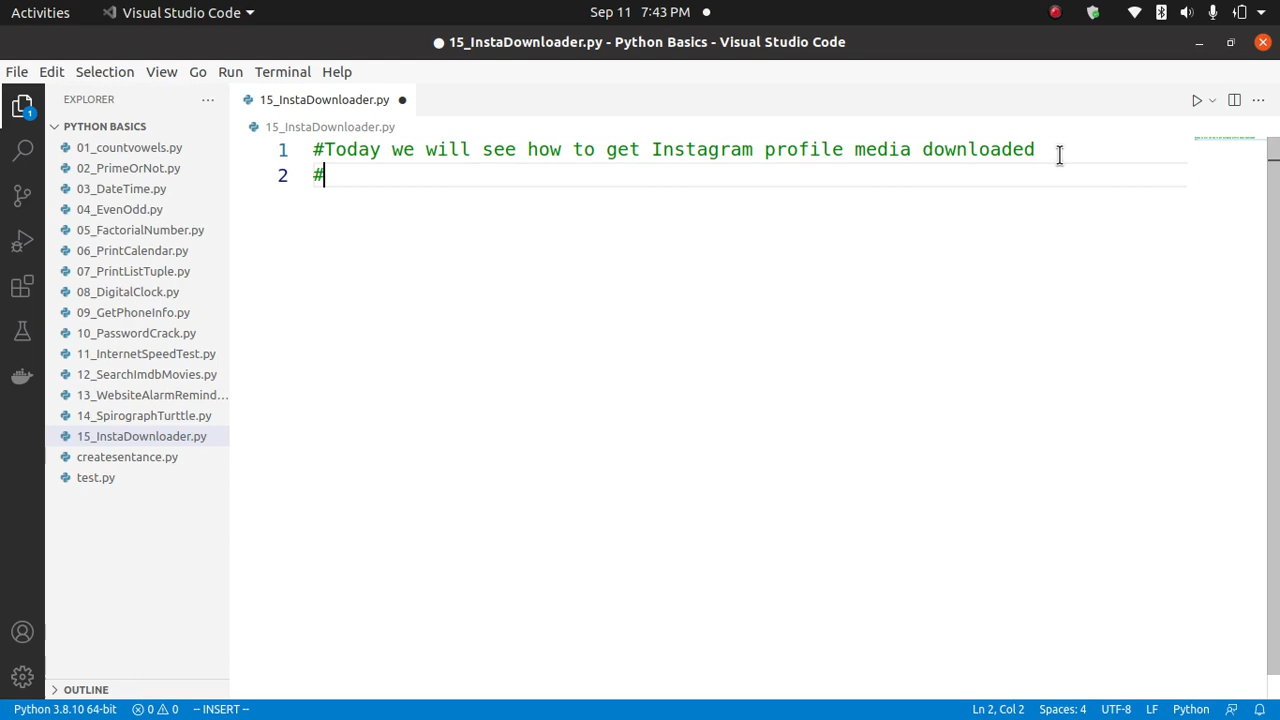 Activities
Visual Studio Code
Sep 11 7:43 PM
15_InstaDownloader.py - Python Basics - Visual Studio Code
File Edit Selection View Go Run Terminal Help
EXPLORER
PYTHON BASICS
01_countvowels.py
02_PrimeOrNot.py
03_DateTime.py
04_EvenOdd.py
05_FactorialNumber.py
06_PrintCalendar.py
07_PrintListTuple.py
08_DigitalClock.py
09_GetPhoneInfo.py
10_PasswordCrack.py
11_InternetSpeedTest.py
12_SearchImdbMovies.py
13_WebsiteAlarmRemind...
14_SpirographTurttle.py
15_InstaDownloader.py
createsentance.py
test.py
OUTLINE
15_InstaDownloader.py
15_InstaDownloader.py
1 #Today we will see how to get Instagram profile media downloaded
2 #
1
Python 3.8.10 64-bit 0 0 -- INSERT -- Ln 2, Col 2 Spaces: 4 UTF-8 LF Python